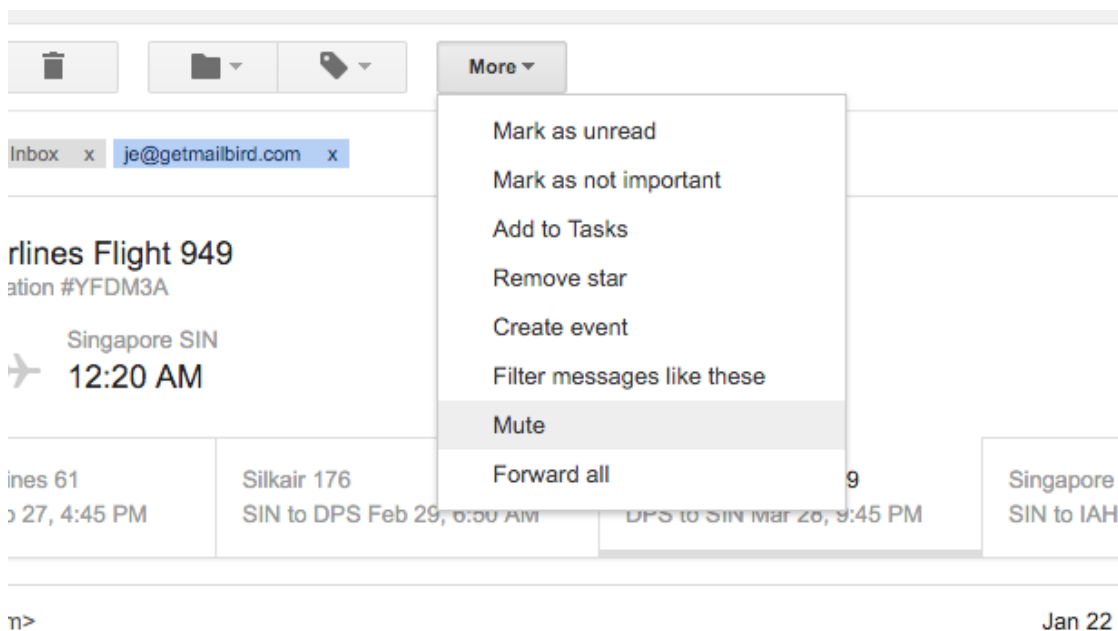 More
Mark as unread
Mark as not important
Add to Tasks
Remove star
Create event
Filter messages like these
Mute
Forward all
Inbox x je@getmailbird.com x
rlines Flight 949
ation #YFDM3A
Singapore SIN
12:20 AM
ines 61
27, 4:45 PM
Silkair 176
SIN to DPS Feb 29, 6:50 AM
9
DPS to SIN Mar 28, 9:45 PM
Singapore
SIN to IAH
m>
Jan 22